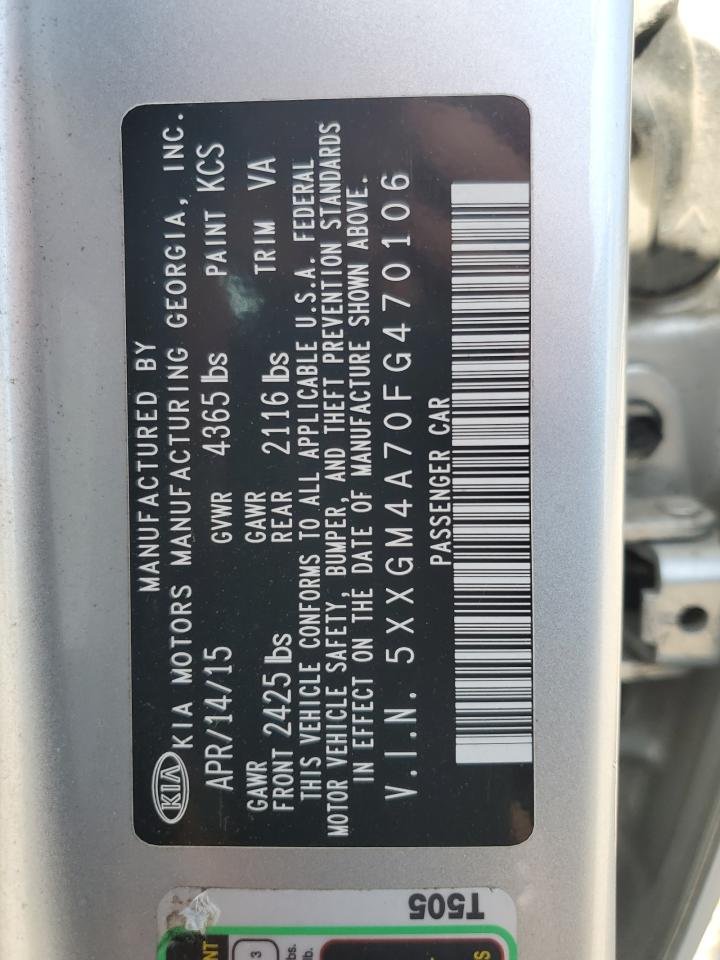 MANUFACTURED BY
KIA KIA MOTORS MANUFACTURING GEORGIA, INC.
APR/14/15 GVWR 4365 lbs PAINT KCS
GAWR FRONT 2425 lbs GAWR REAR 2116 lbs TRIM VA
THIS VEHICLE CONFORMS TO ALL APPLICABLE U.S.A. FEDERAL
MOTOR VEHICLE SAFETY, BUMPER, AND THEFT PREVENTION STANDARDS
IN EFFECT ON THE DATE OF MANUFACTURE SHOWN ABOVE.
V.I.N. 5XXGM4A70FG470106
PASSENGER CAR
T505
3